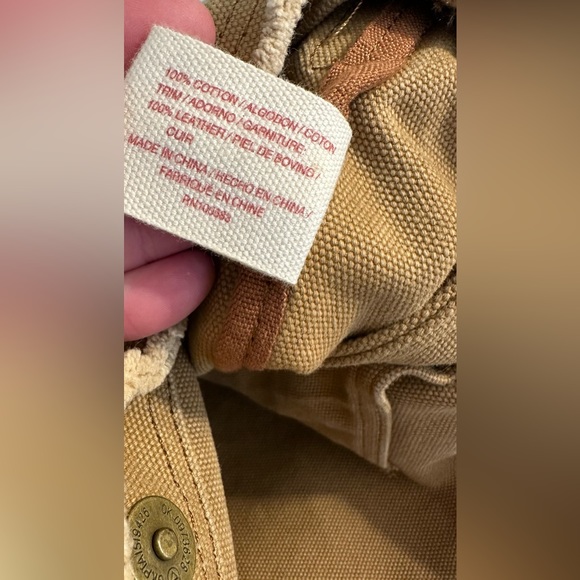 100% COTTON / ALGODON / COTON
TRIM / ADORNO / GARNITURE:
100% LEATHER / PIEL DE BOVINO /
CUIR
MADE IN CHINA / HECHO EN CHINA /
FABRIQUÉ EN CHINE